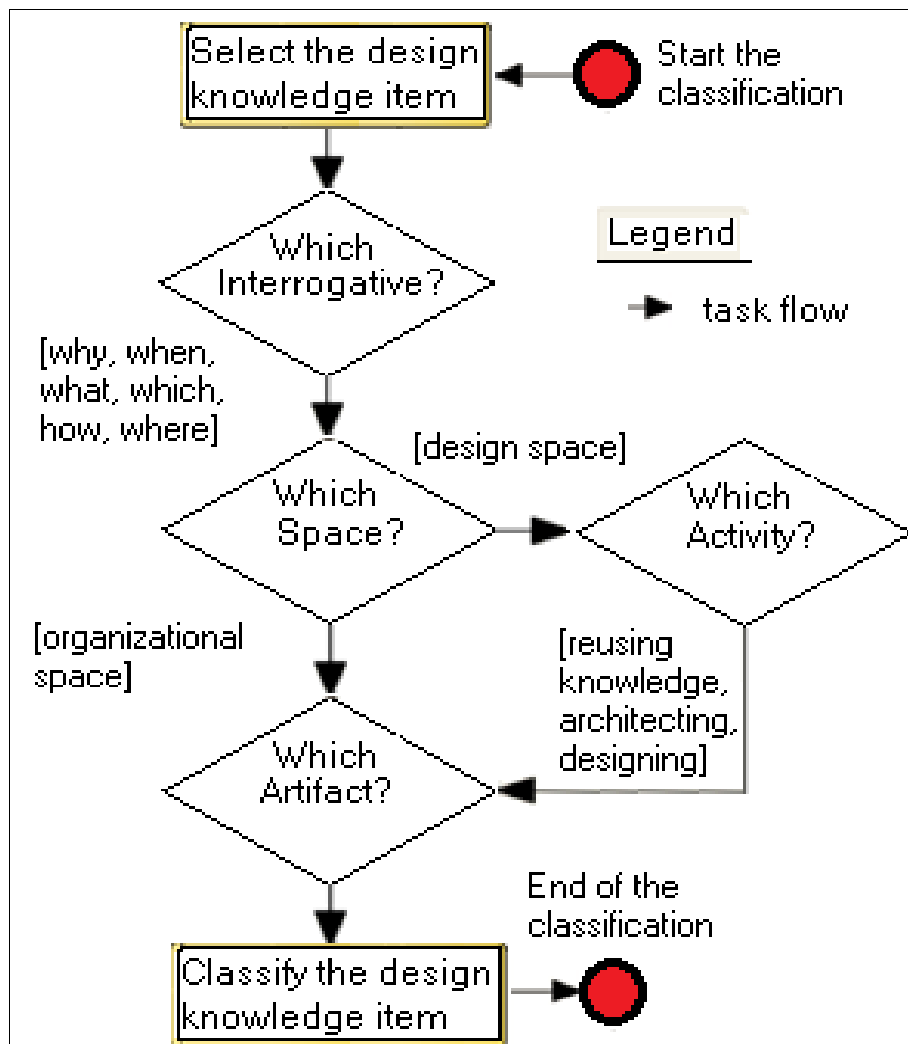 Select the design
knowledge item
Start the
classification
Which
Interrogative?
Legend
task flow
[why, when,
what, which,
how, where]
[design space]
Which
Space?
Which
Activity?
[organizational
space]
[reusing
knowledge,
architecting,
designing]
Which
Artifact?
End of the
classification
Classify the design
knowledge item